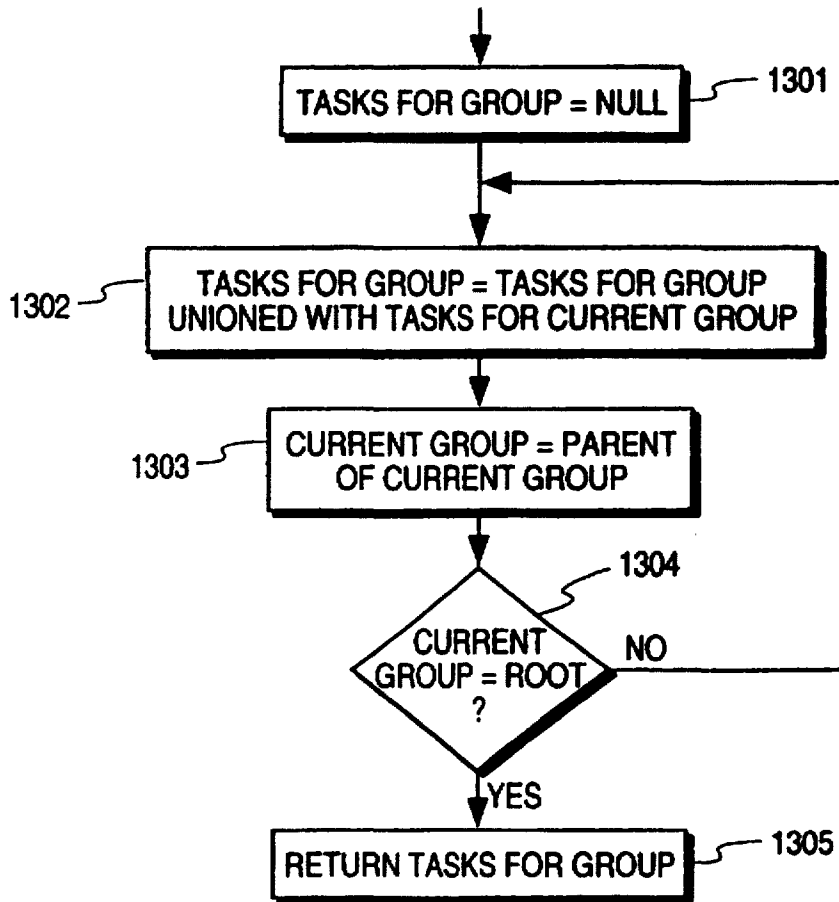 1301
TASKS FOR GROUP = NULL
1302
TASKS FOR GROUP = TASKS FOR GROUP
UNIONED WITH TASKS FOR CURRENT GROUP
1303
CURRENT GROUP = PARENT
OF CURRENT GROUP
1304
CURRENT
GROUP = ROOT
?
NO
YES
1305
RETURN TASKS FOR GROUP